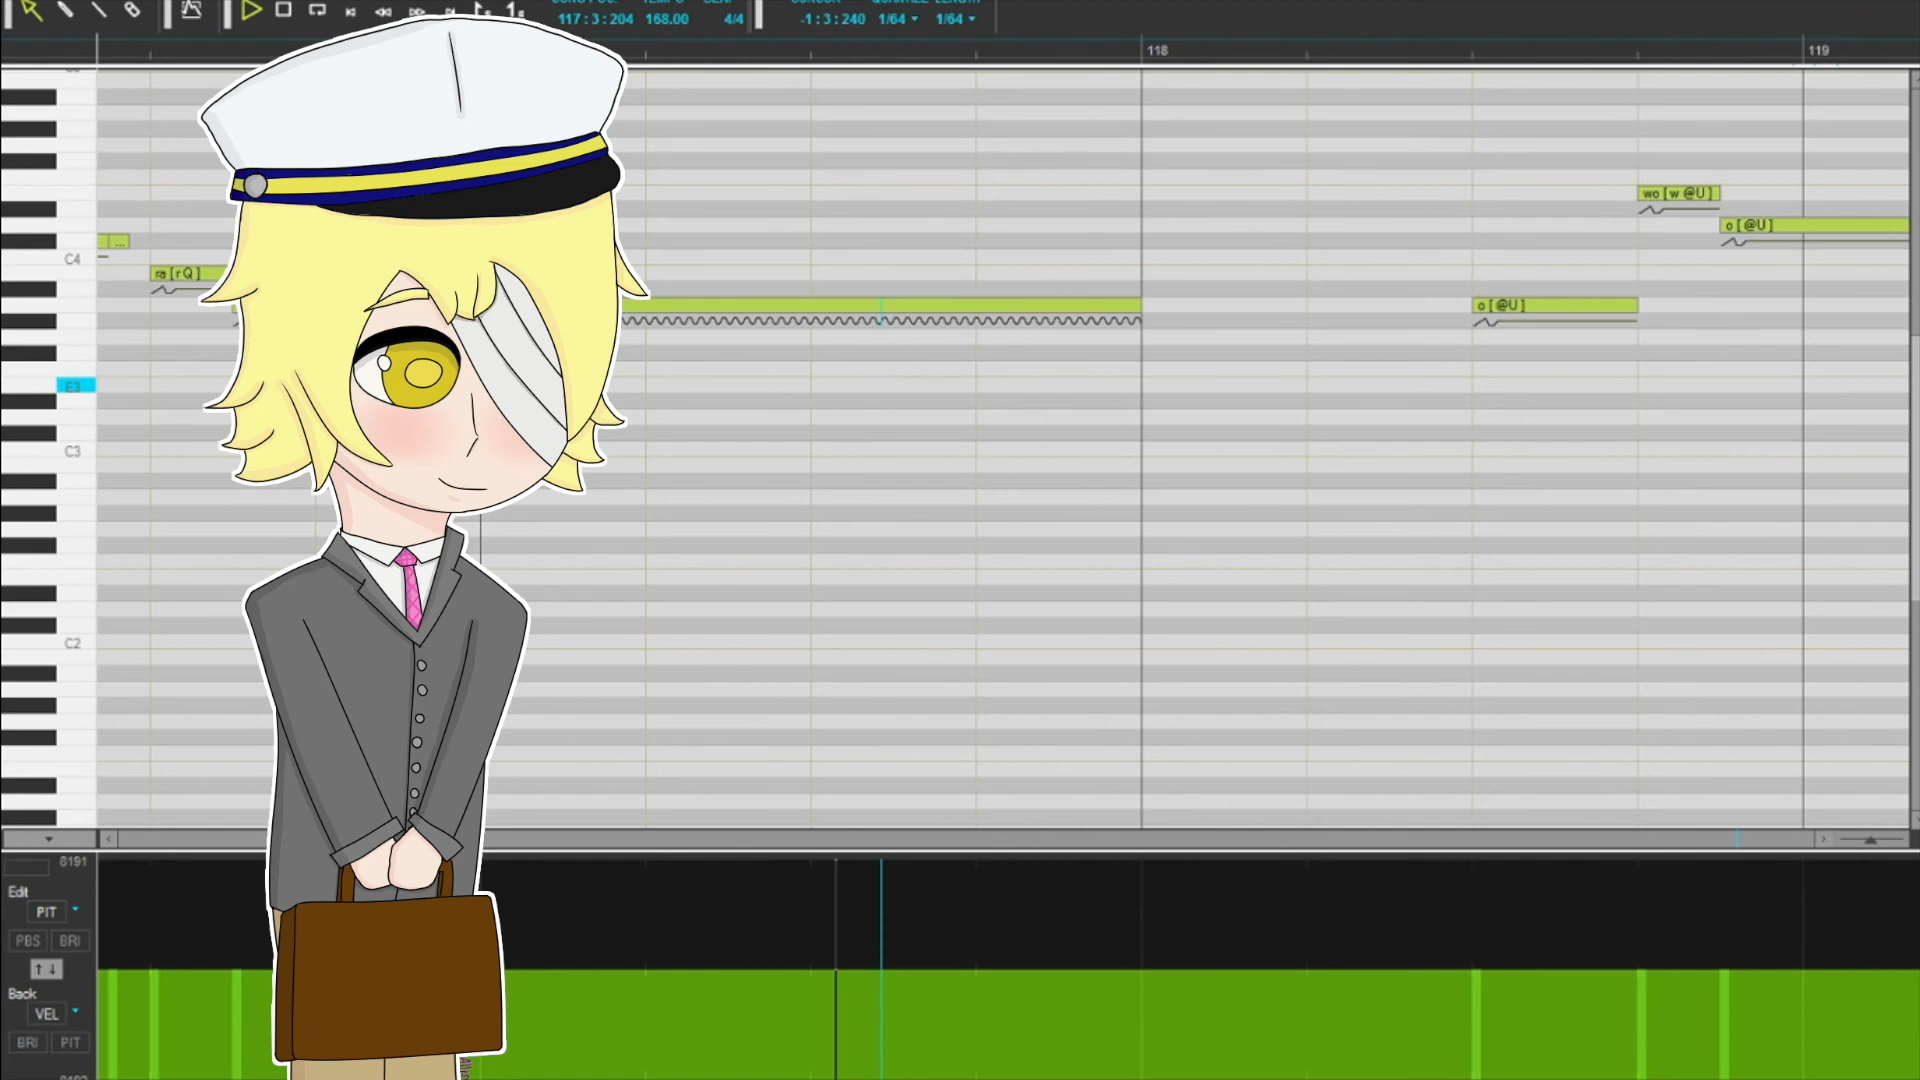 117 : 3 : 204 168.00 4/4 -1 : 3 : 240 1/64 1/64
118 119
wo [w @U]
o [@U]
...
C4
ra [r Q]
o [@U]
E3
C3
C2
8191
Edit
PIT
PBS BRI
↑ ↓
Back
VEL
BRI PIT